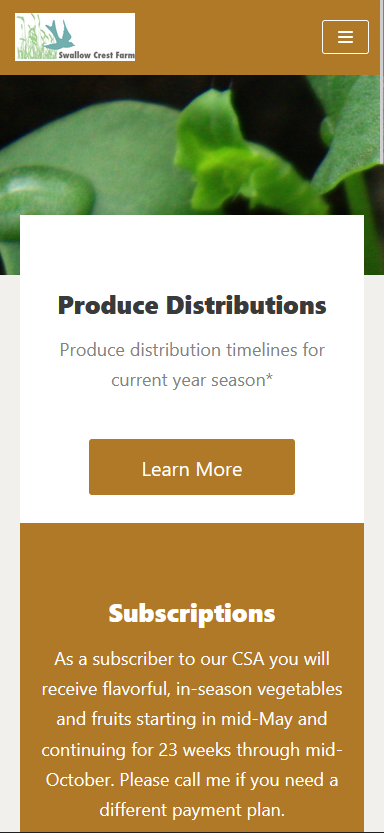 Swallow Crest Farm
Produce Distributions
Produce distribution timelines for
current year season*
Learn More
Subscriptions
As a subscriber to our CSA you will
receive flavorful, in-season vegetables
and fruits starting in mid-May and
continuing for 23 weeks through mid-
October. Please call me if you need a
different payment plan.